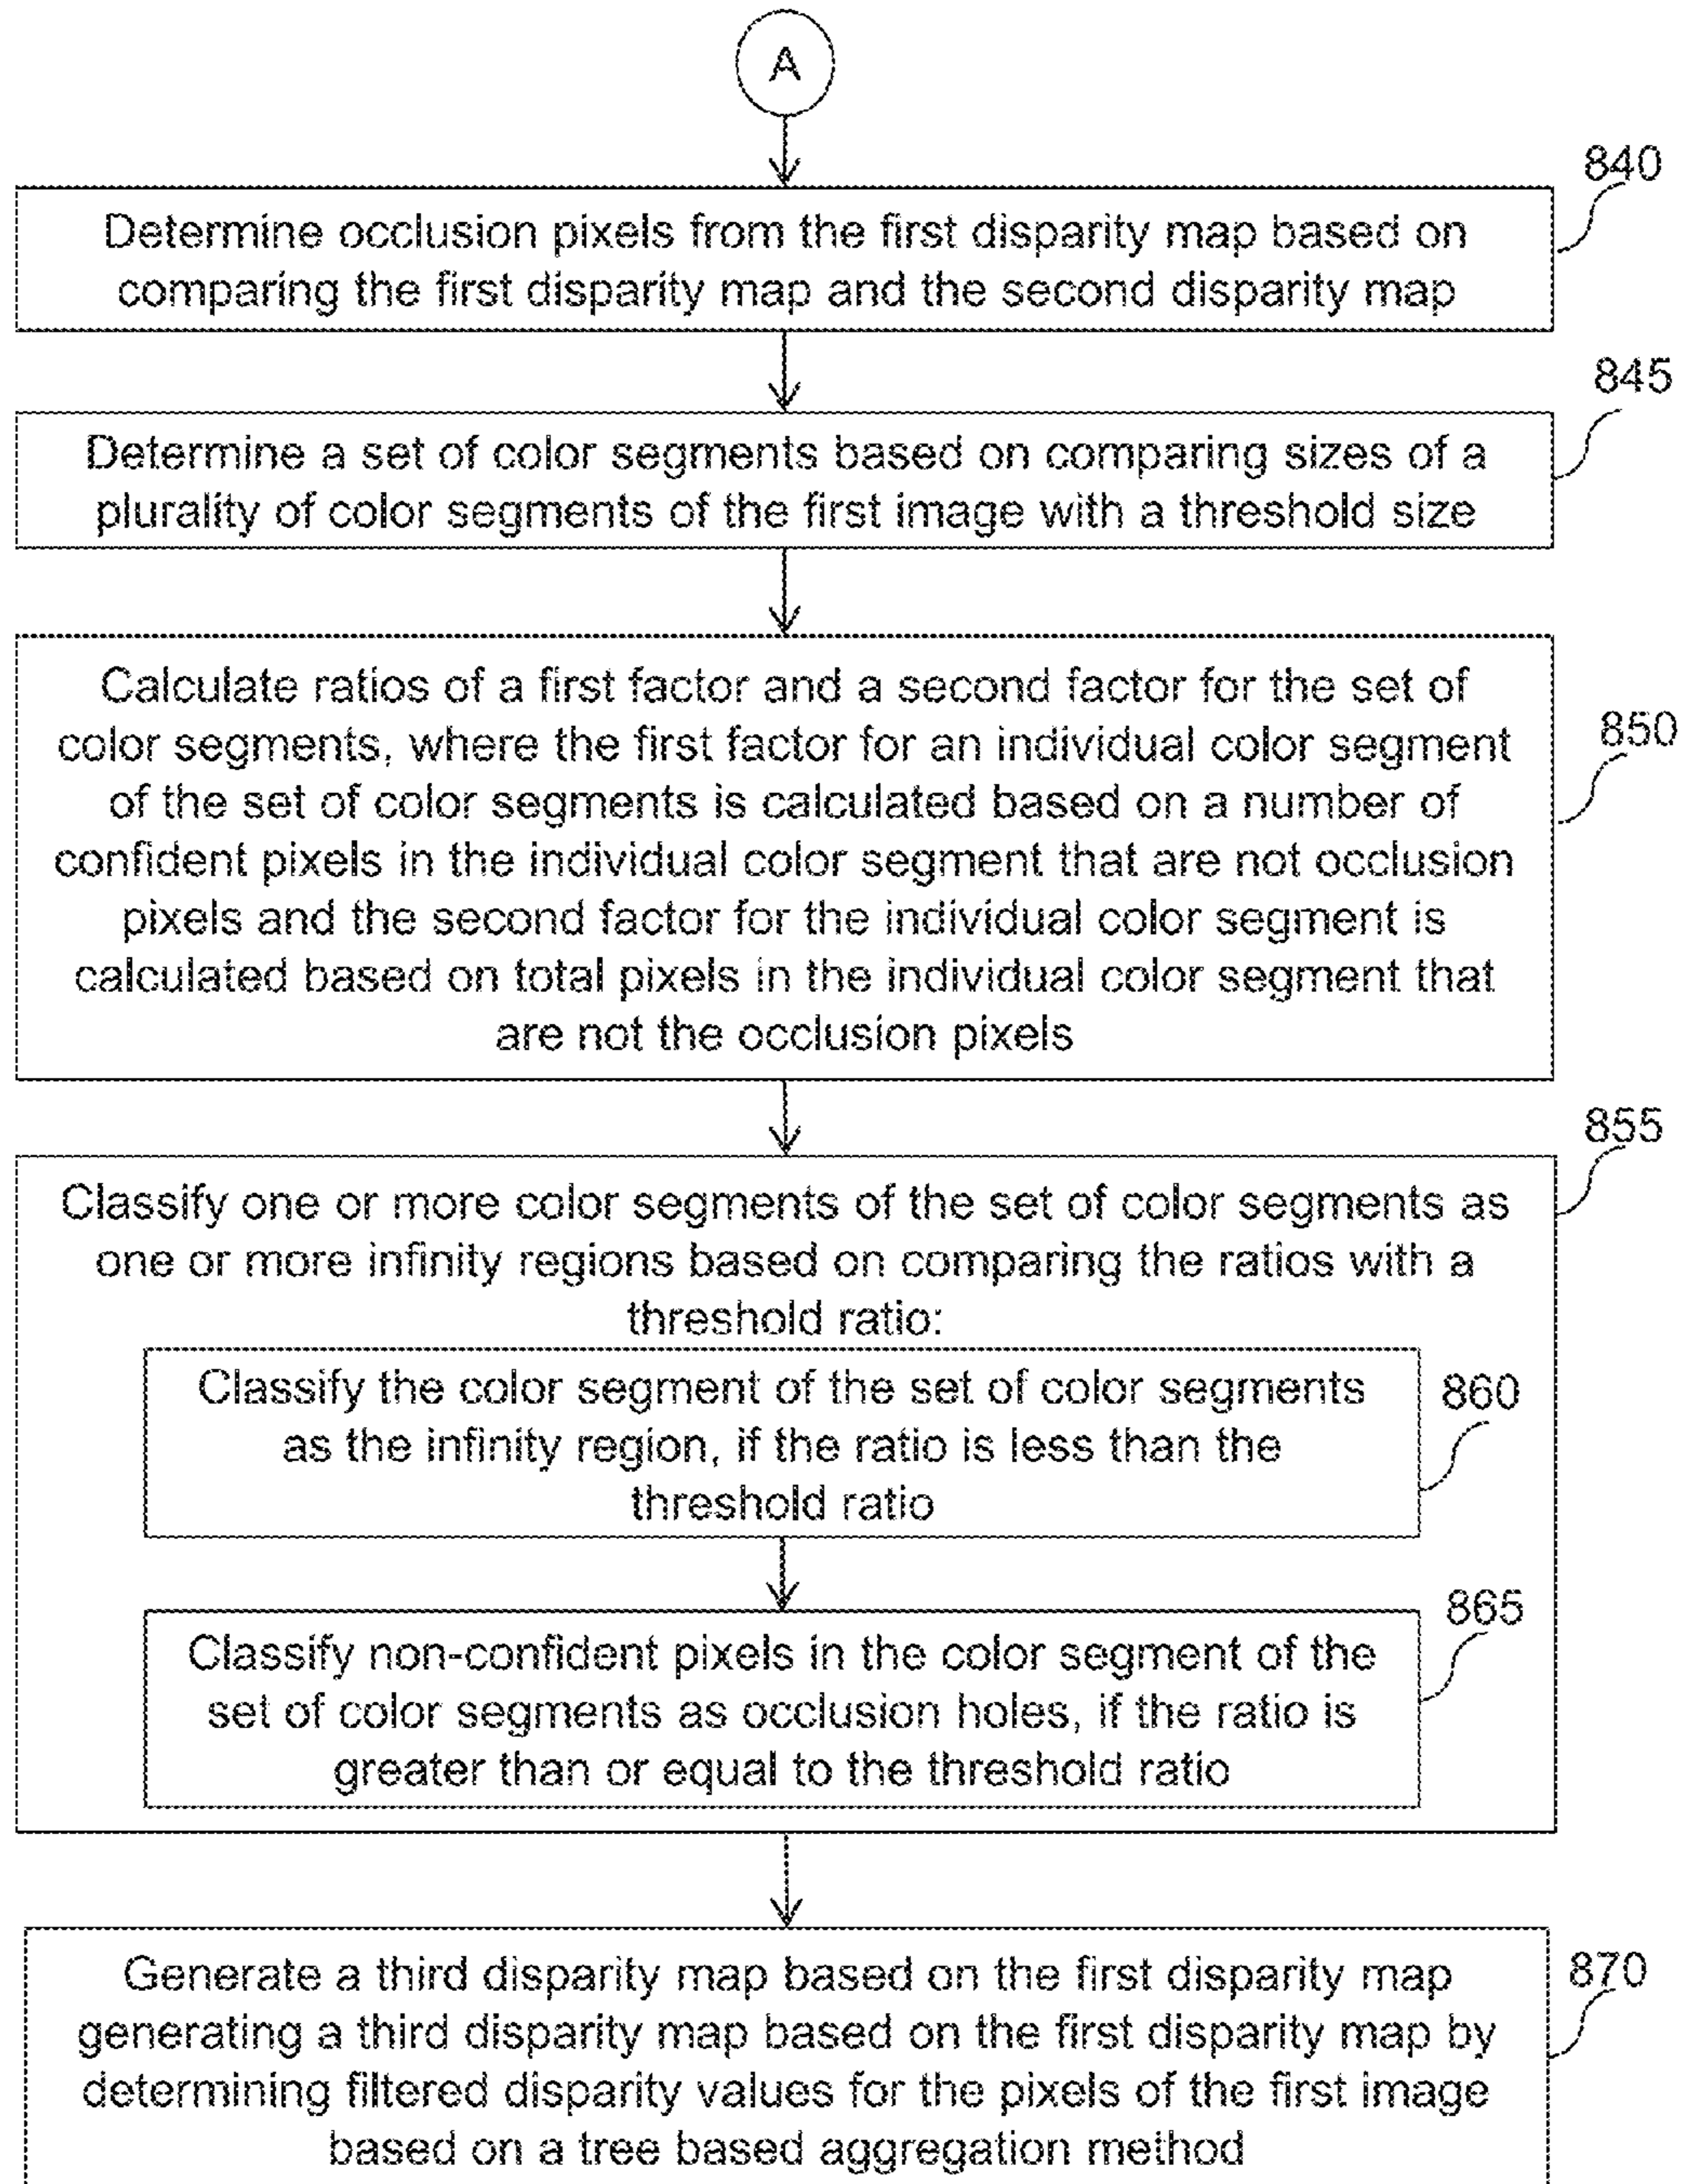 A
840
Determine occlusion pixels from the first disparity map based on
comparing the first disparity map and the second disparity map
845
Determine a set of color segments based on comparing sizes of a
plurality of color segments of the first image with a threshold size
850
Calculate ratios of a first factor and a second factor for the set of
color segments, where the first factor for an individual color segment
of the set of color segments is calculated based on a number of
confident pixels in the individual color segment that are not occlusion
pixels and the second factor for the individual color segment is
calculated based on total pixels in the individual color segment that
are not the occlusion pixels
855
Classify one or more color segments of the set of color segments as
one or more infinity regions based on comparing the ratios with a
threshold ratio:
860
Classify the color segment of the set of color segments
as the infinity region, if the ratio is less than the
threshold ratio
865
Classify non-confident pixels in the color segment of the
set of color segments as occlusion holes, if the ratio is
greater than or equal to the threshold ratio
870
Generate a third disparity map based on the first disparity map
generating a third disparity map based on the first disparity map by
determining filtered disparity values for the pixels of the first image
based on a tree based aggregation method